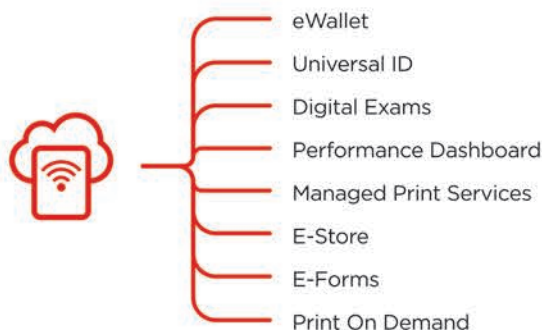 eWallet
Universal ID
Digital Exams
Performance Dashboard
Managed Print Services
E-Store
E-Forms
Print On Demand